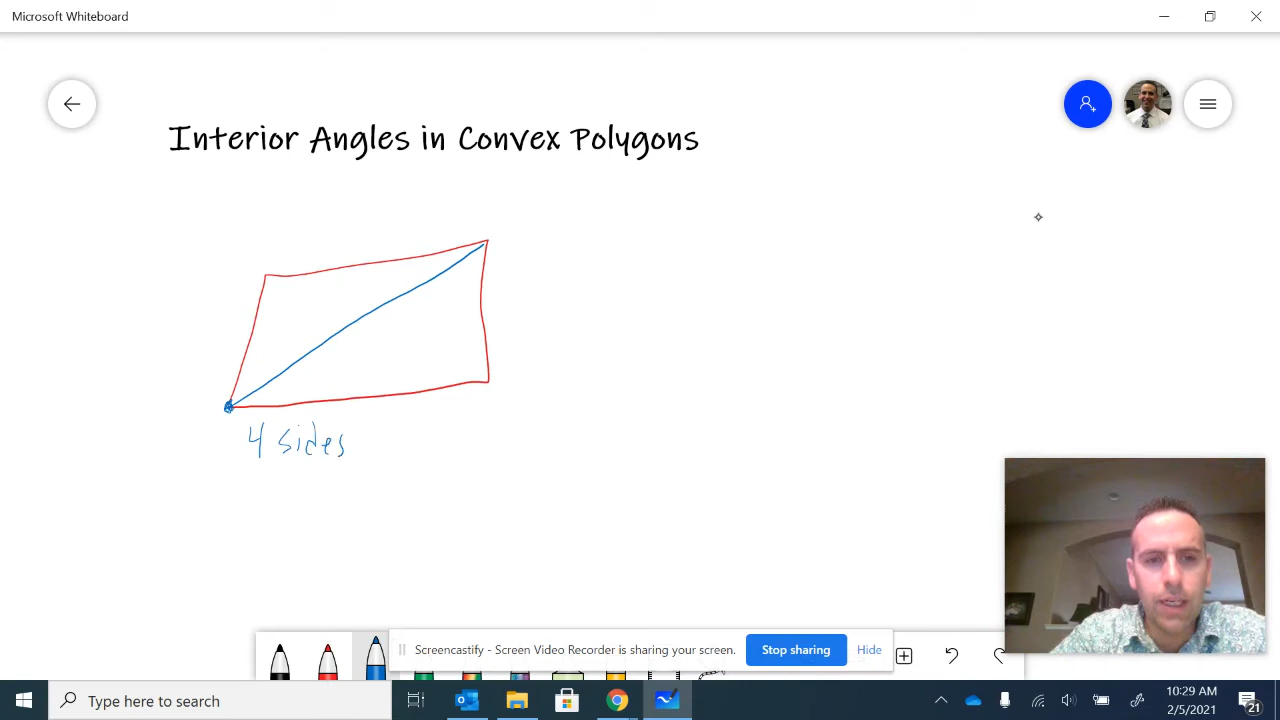 Microsoft Whiteboard
Interior Angles in Convex Polygons
4 sides
Screencastify - Screen Video Recorder is sharing your screen.
Stop sharing
Hide
Type here to search
10:29 AM
2/5/2021
21